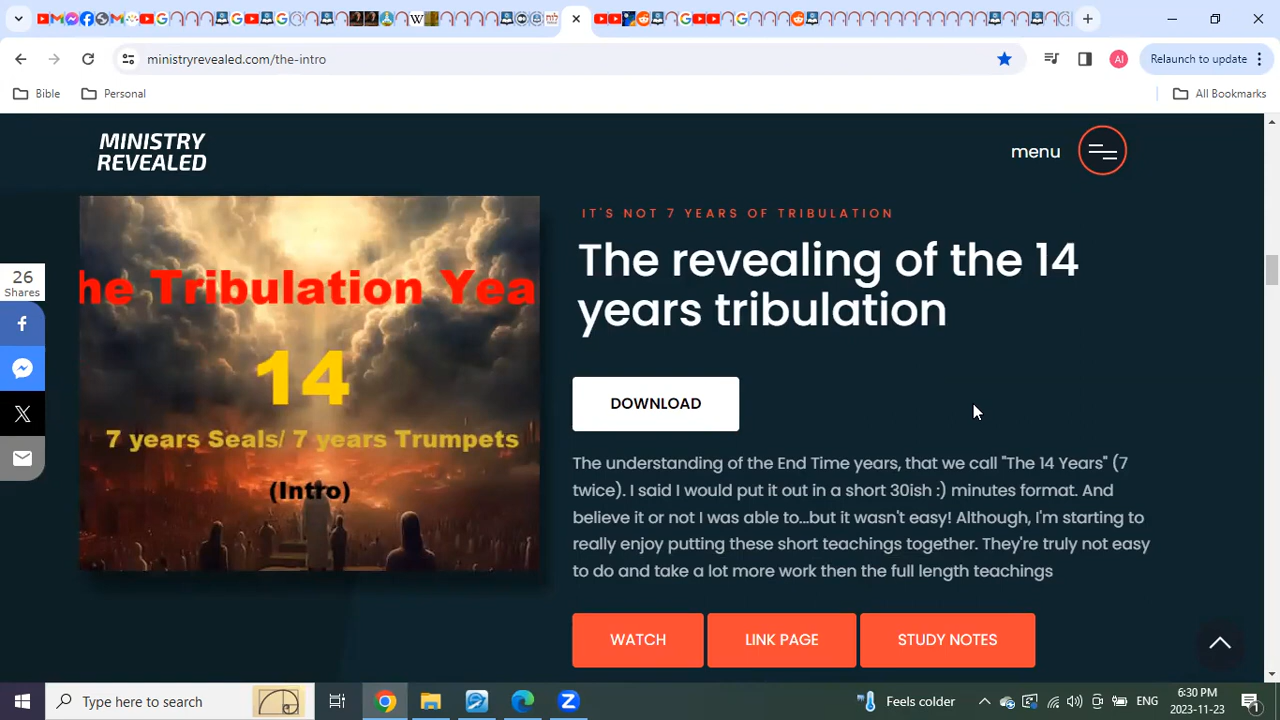 ministryrevealed.com/the-intro
AI
Relaunch to update
Bible
Personal
All Bookmarks
MINISTRY
REVEALED
menu
26
Shares
he Tribulation Yea
14
7 years Seals/ 7 years Trumpets
(Intro)
IT'S NOT 7 YEARS OF TRIBULATION
The revealing of the 14
years tribulation
DOWNLOAD
The understanding of the End Time years, that we call "The 14 Years" (7
twice). I said I would put it out in a short 30ish :) minutes format. And
believe it or not I was able to...but it wasn't easy! Although, I'm starting to
really enjoy putting these short teachings together. They're truly not easy
to do and take a lot more work then the full length teachings
WATCH
LINK PAGE
STUDY NOTES
Type here to search
Feels colder
ENG
6:30 PM
2023-11-23